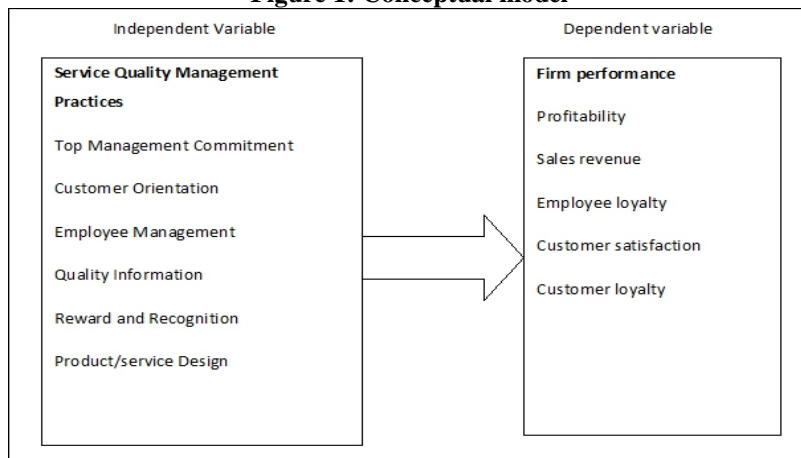 Figure 1: Conceptual model
Independent Variable
Dependent variable
Service Quality Management
Practices
Top Management Commitment
Customer Orientation
Employee Management
Quality Information
Reward and Recognition
Product/service Design
Firm performance
Profitability
Sales revenue
Employee loyalty
Customer satisfaction
Customer loyalty